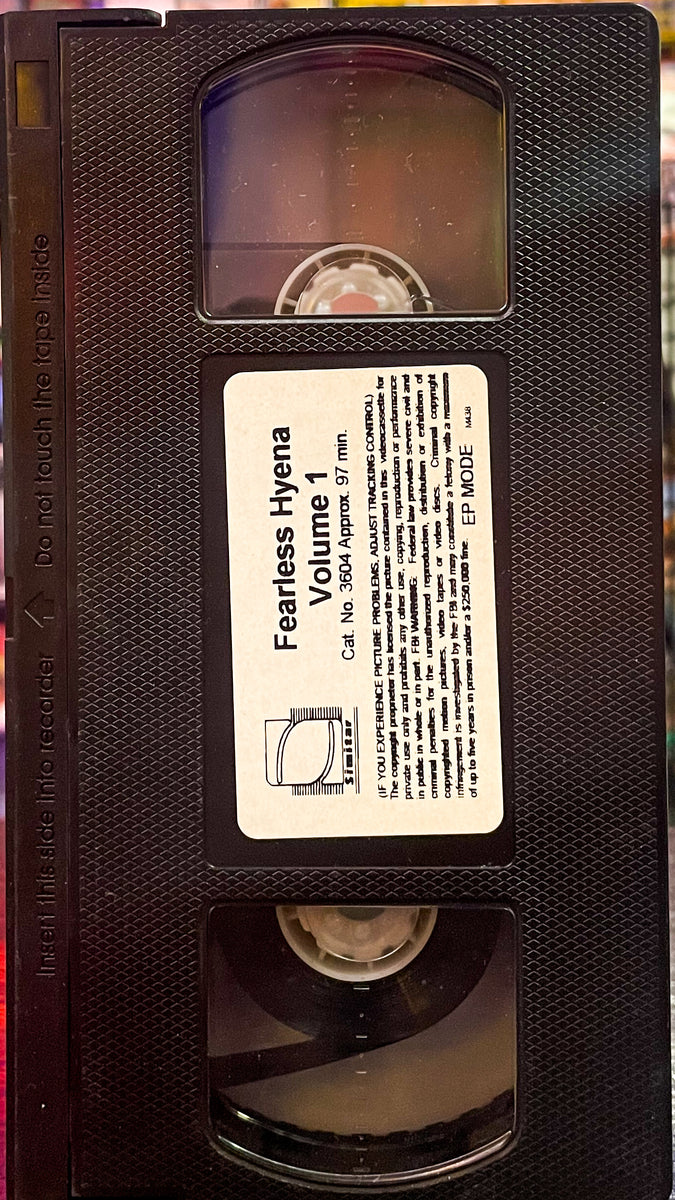 Insert this side into recorder
Do not touch the tape inside
Simitar
Fearless Hyena
Volume 1
Cat. No. 3604 Approx. 97 min.
(IF YOU EXPERIENCE PICTURE PROBLEMS, ADJUST TRACKING CONTROL)
The copyright proprietor has licensed the picture contained in this videocassette for
private use only and prohibits any other use, copying, reproduction or performance
in public in whole or in part. FBI WARNING: Federal law provides severe civil and
criminal penalties for the unauthorized reproduction, distribution or exhibition of
copyrighted motion pictures, video tapes or video discs. Criminal copyright
infringement is investigated by the FBI and may constitute a felony with a maximum
of up to five years in prison and/or a $250,000 fine. EP MODE M438